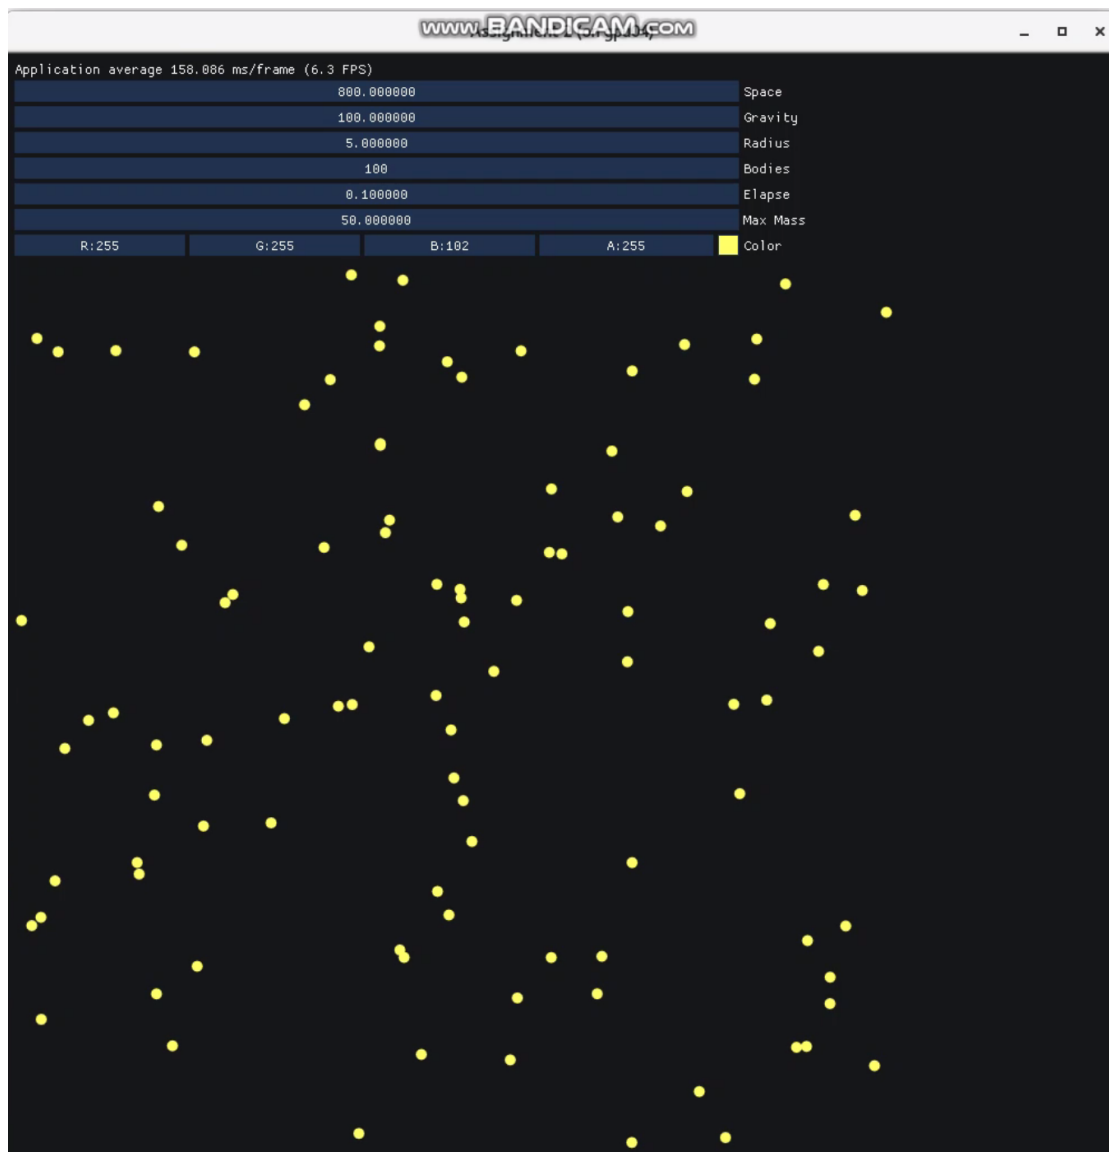 www.BANDICAM.com
Application average 158.086 ms/frame (6.3 FPS)
800.000000 Space
100.000000 Gravity
5.000000 Radius
100 Bodies
0.100000 Elapse
50.000000 Max Mass
R:255 G:255 B:102 A:255 Color